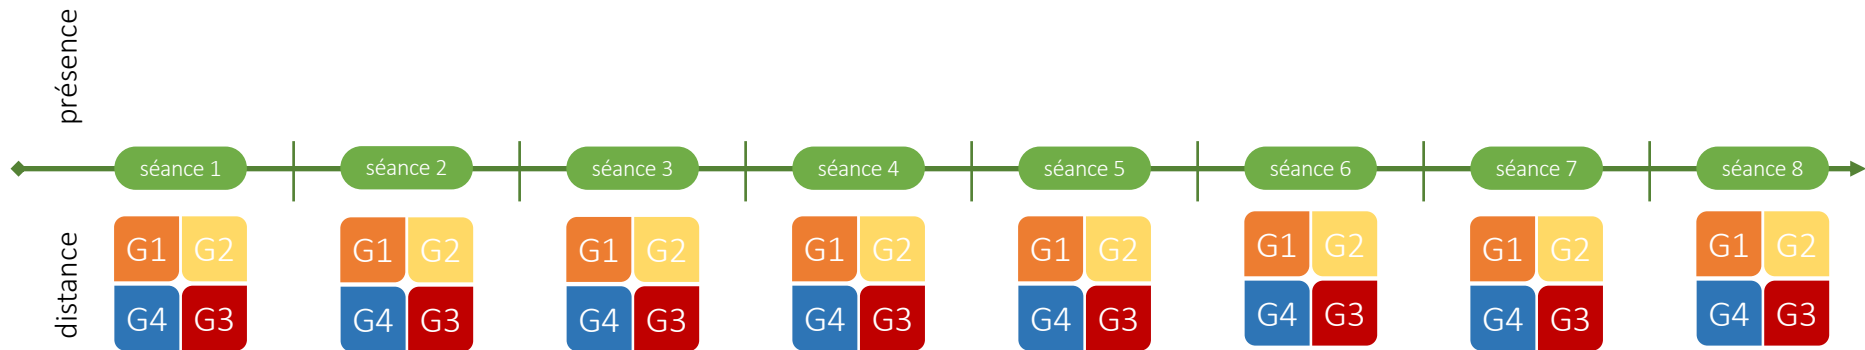 présence
séance 1
séance 2
séance 3
séance 4
séance 5
séance 6
séance 7
séance 8
distance
G1 G2 G1 G2 G1 G2 G1 G2 G1 G2 G1 G2 G1 G2 G1 G2
G4 G3 G4 G3 G4 G3 G4 G3 G4 G3 G4 G3 G4 G3 G4 G3